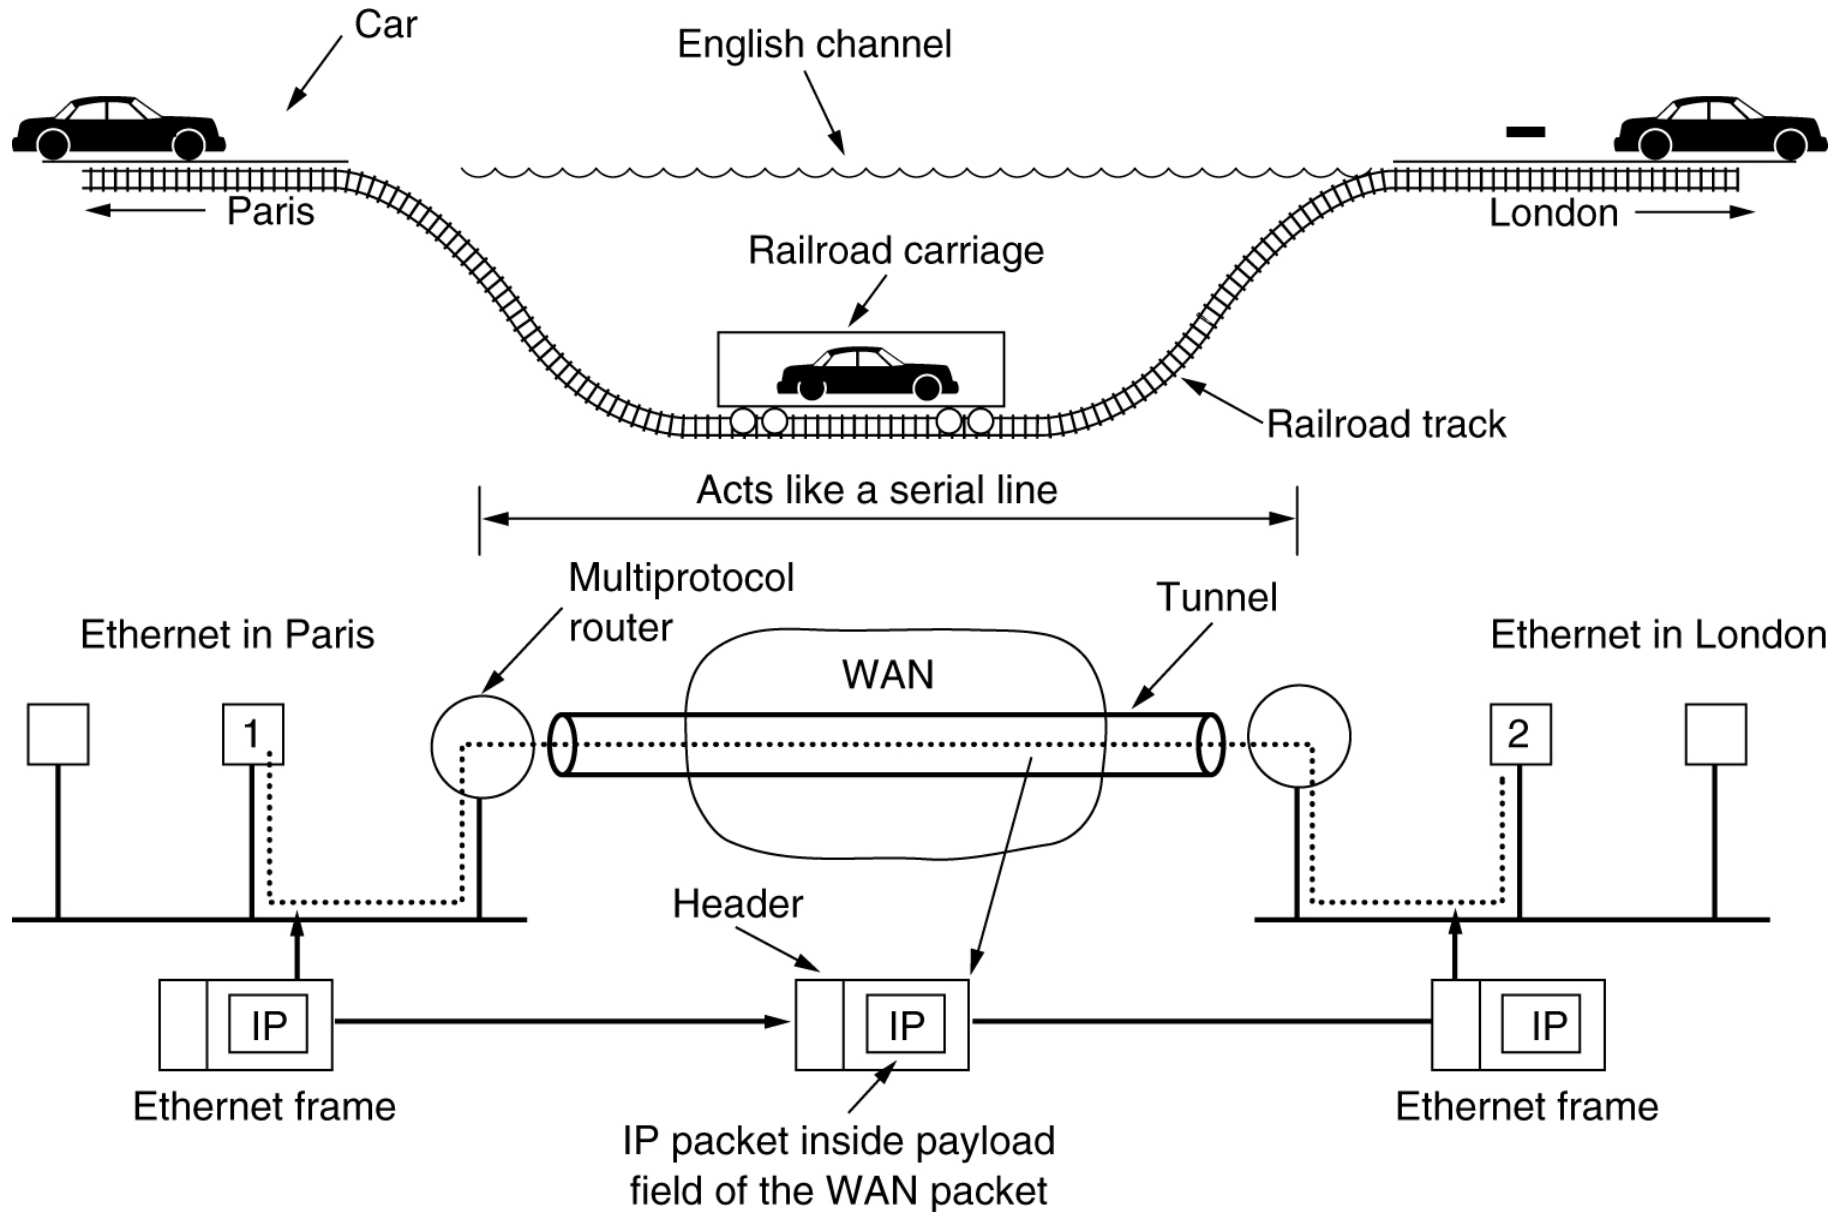 Car
English channel
Paris
London
Railroad carriage
Railroad track
Acts like a serial line
Multiprotocol
router
Tunnel
Ethernet in Paris
Ethernet in London
WAN
1
2
Header
IP
IP
IP
Ethernet frame
Ethernet frame
IP packet inside payload
field of the WAN packet